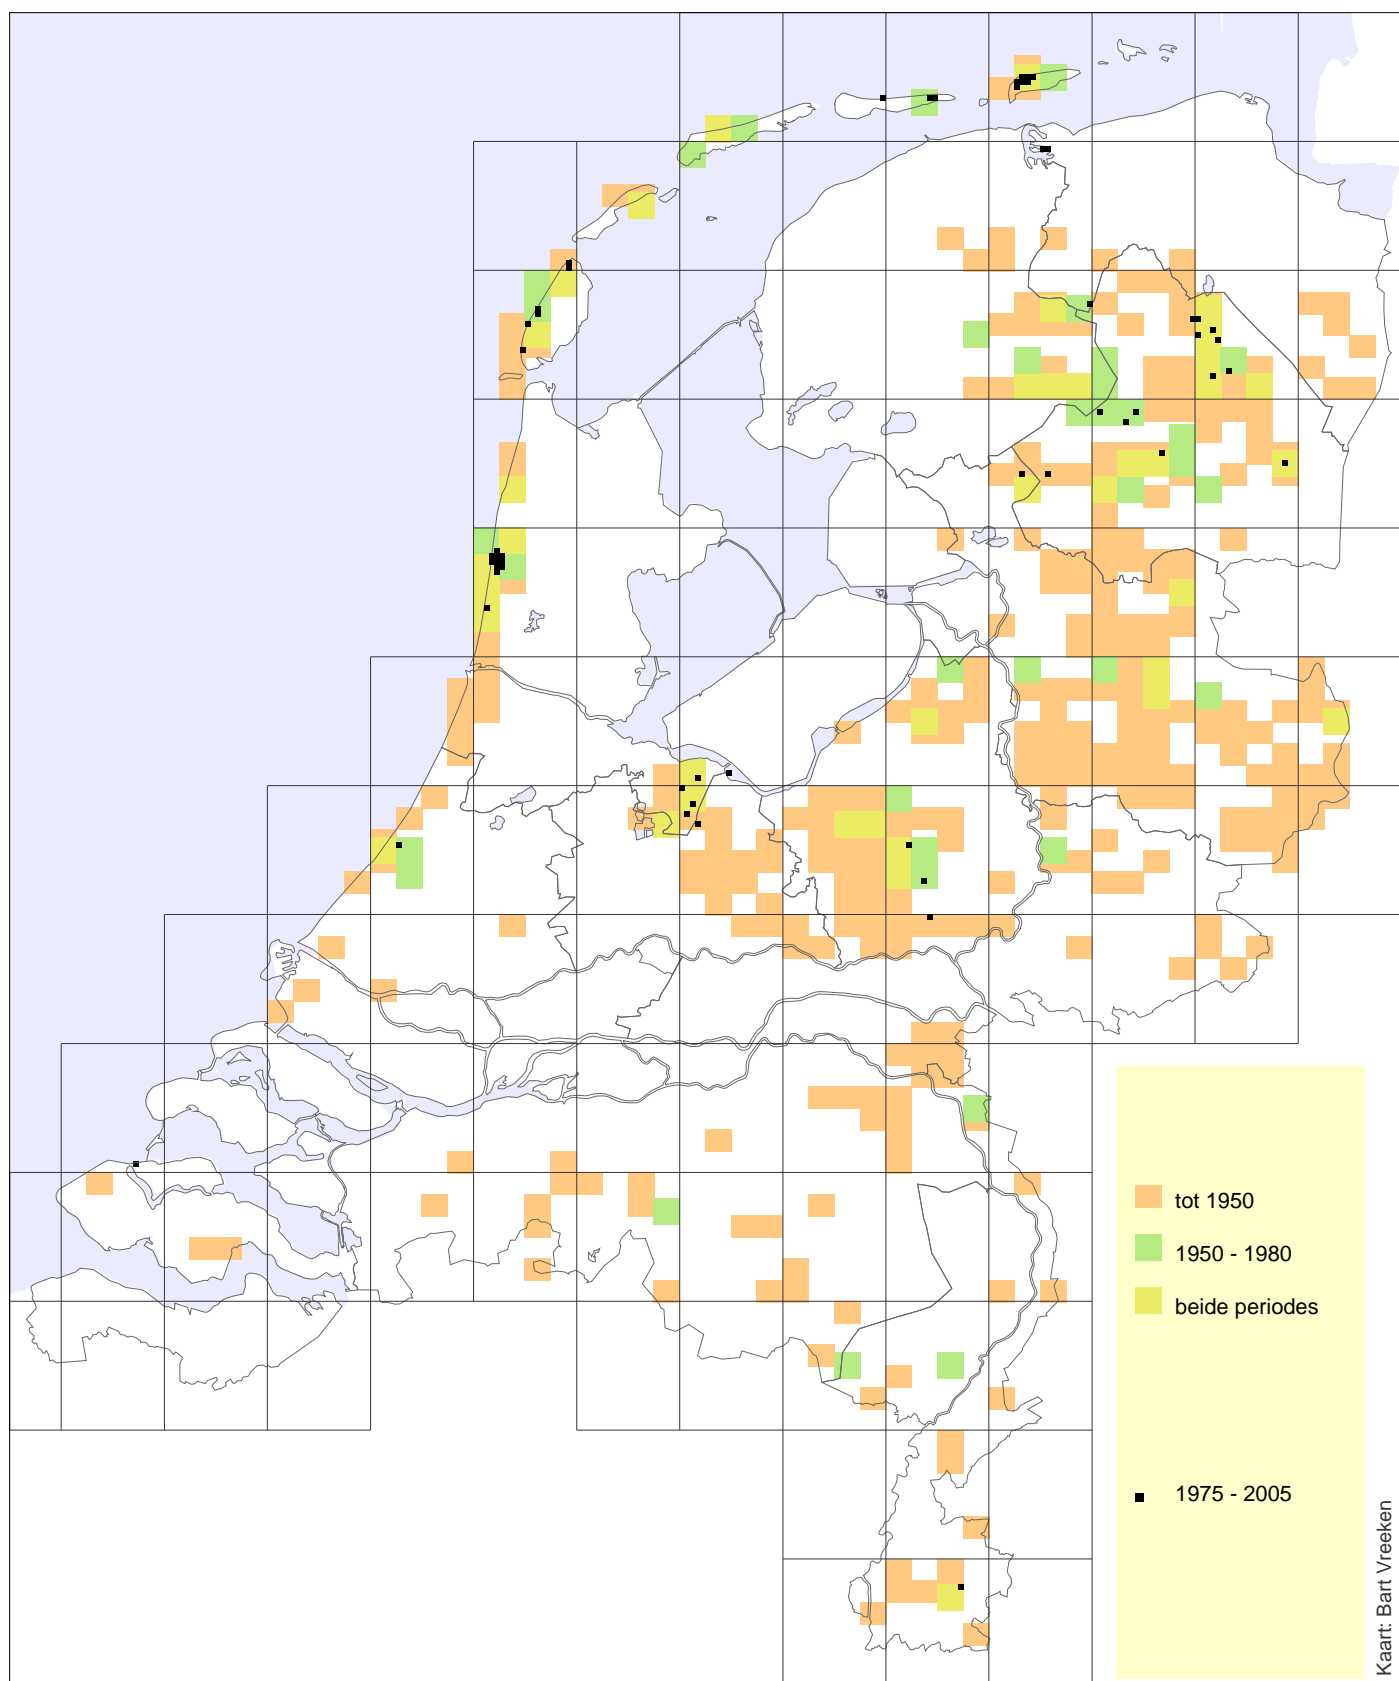 tot 1950
1950 - 1980
beide periodes
1975 - 2005
Kaart: Bart Vreeken